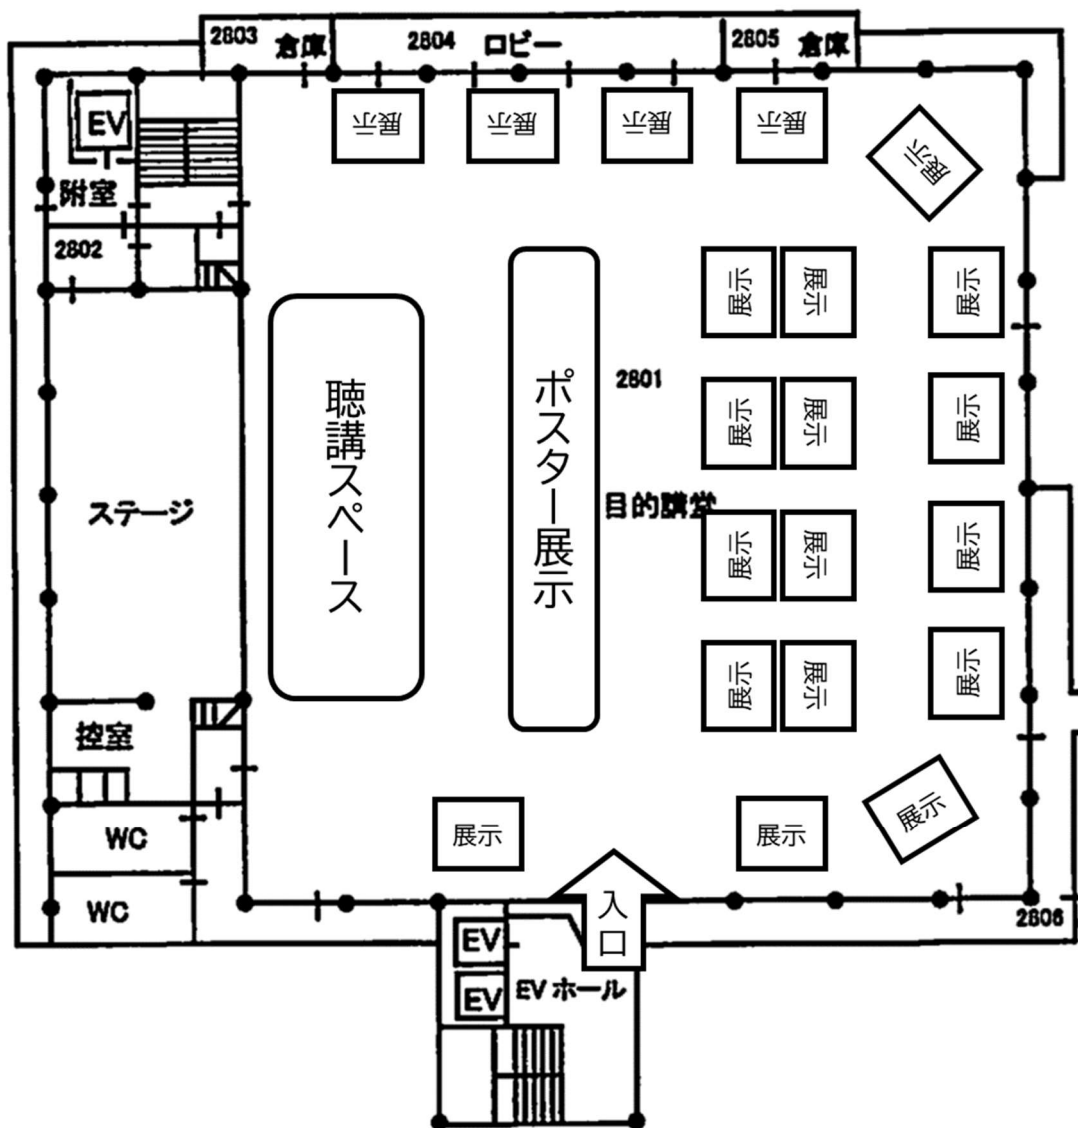 2803
倉庫
2804
ロビー
2805
倉庫
EV
展示
展示
展示
展示
展示
附室
2802
展示
展示
展示
聴講スペース
ポスター展示
2801
展示
展示
展示
ステージ
目的講堂
展示
展示
展示
展示
展示
展示
控室
WC
展示
展示
展示
WC
入口
2806
EV
EV
EVホール